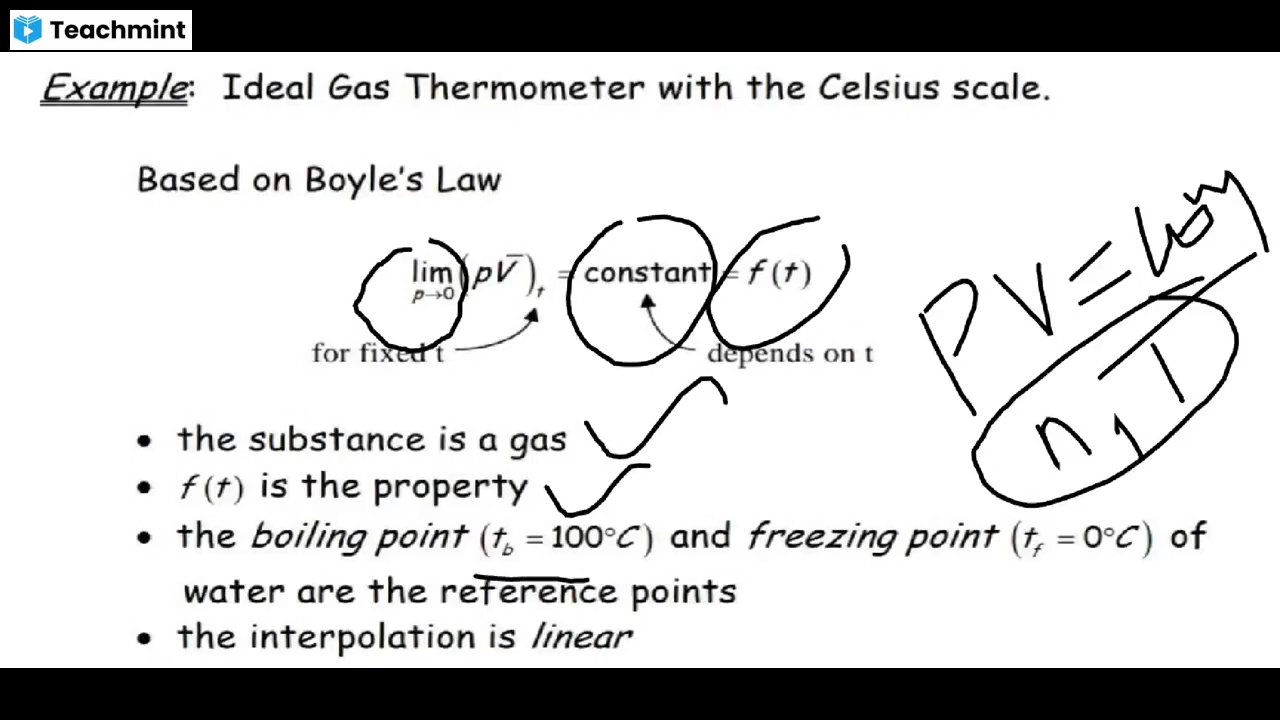 Teachmint
Example: Ideal Gas Thermometer with the Celsius scale.
Based on Boyle's Law
lim p→0 (pV̅)t = constant = f(t)
for fixed t
depends on t
PV =
n, T
• the substance is a gas
• f(t) is the property
• the boiling point (tb = 100°C) and freezing point (tf = 0°C) of
water are the reference points
• the interpolation is linear